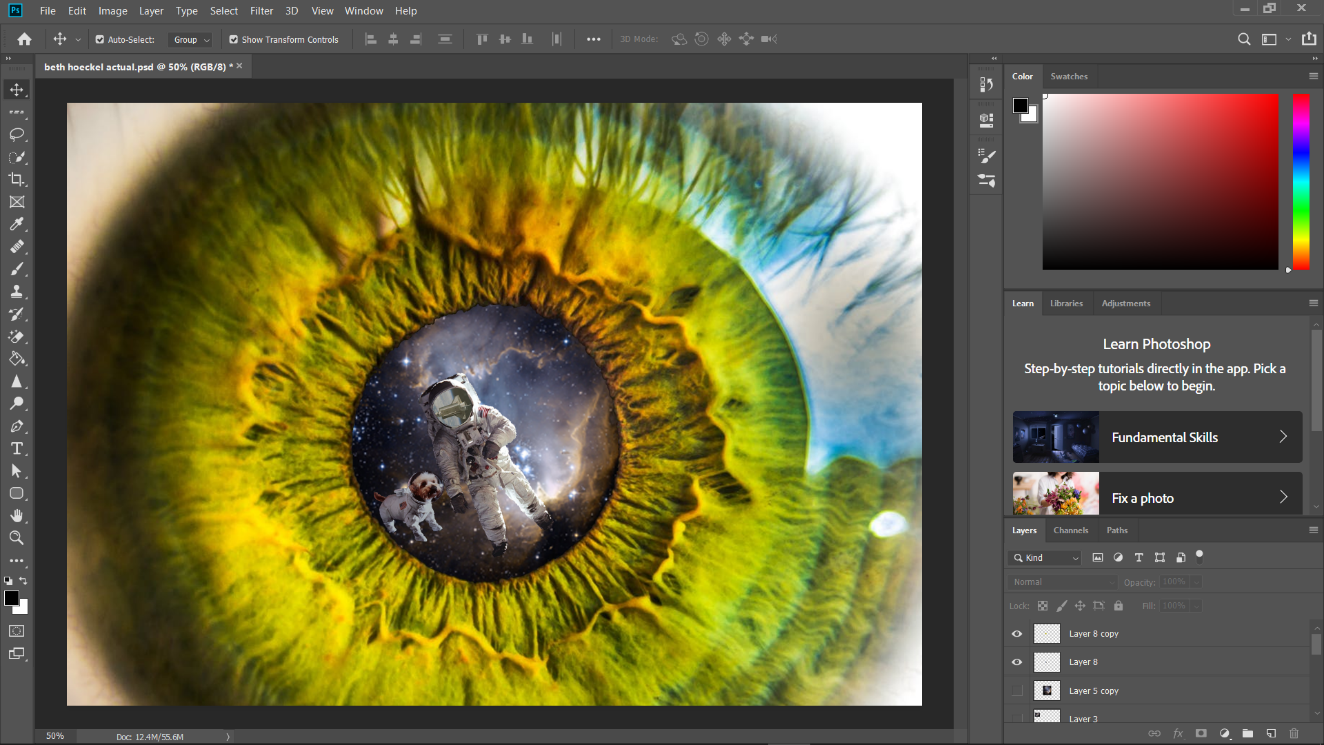 Ps File Edit Image Layer Type Select Filter 3D View Window Help
Auto-Select: Group Show Transform Controls 3D Mode:
beth hoeckel actual.psd @ 50% (RGB/8) *
Color Swatches
Learn Libraries Adjustments
Learn Photoshop
Step-by-step tutorials directly in the app. Pick a
topic below to begin.
Fundamental Skills
Fix a photo
Layers Channels Paths
Kind
Normal Opacity: 100%
Lock: Fill: 100%
Layer 8 copy
Layer 8
Layer 5 copy
Layer 3
50% Doc: 12.4M/55.6M
fx